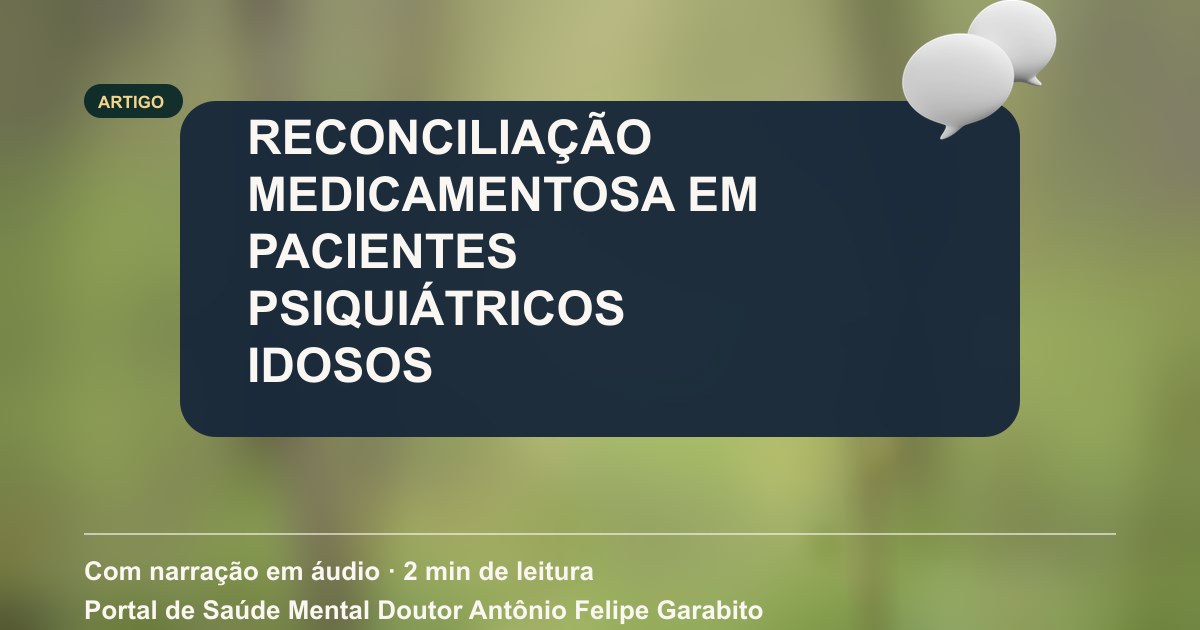 ARTIGO
RECONCILIAÇÃO
MEDICAMENTOSA EM
PACIENTES
PSIQUIÁTRICOS
IDOSOS
Com narração em áudio · 2 min de leitura
Portal de Saúde Mental Doutor Antônio Felipe Garabito